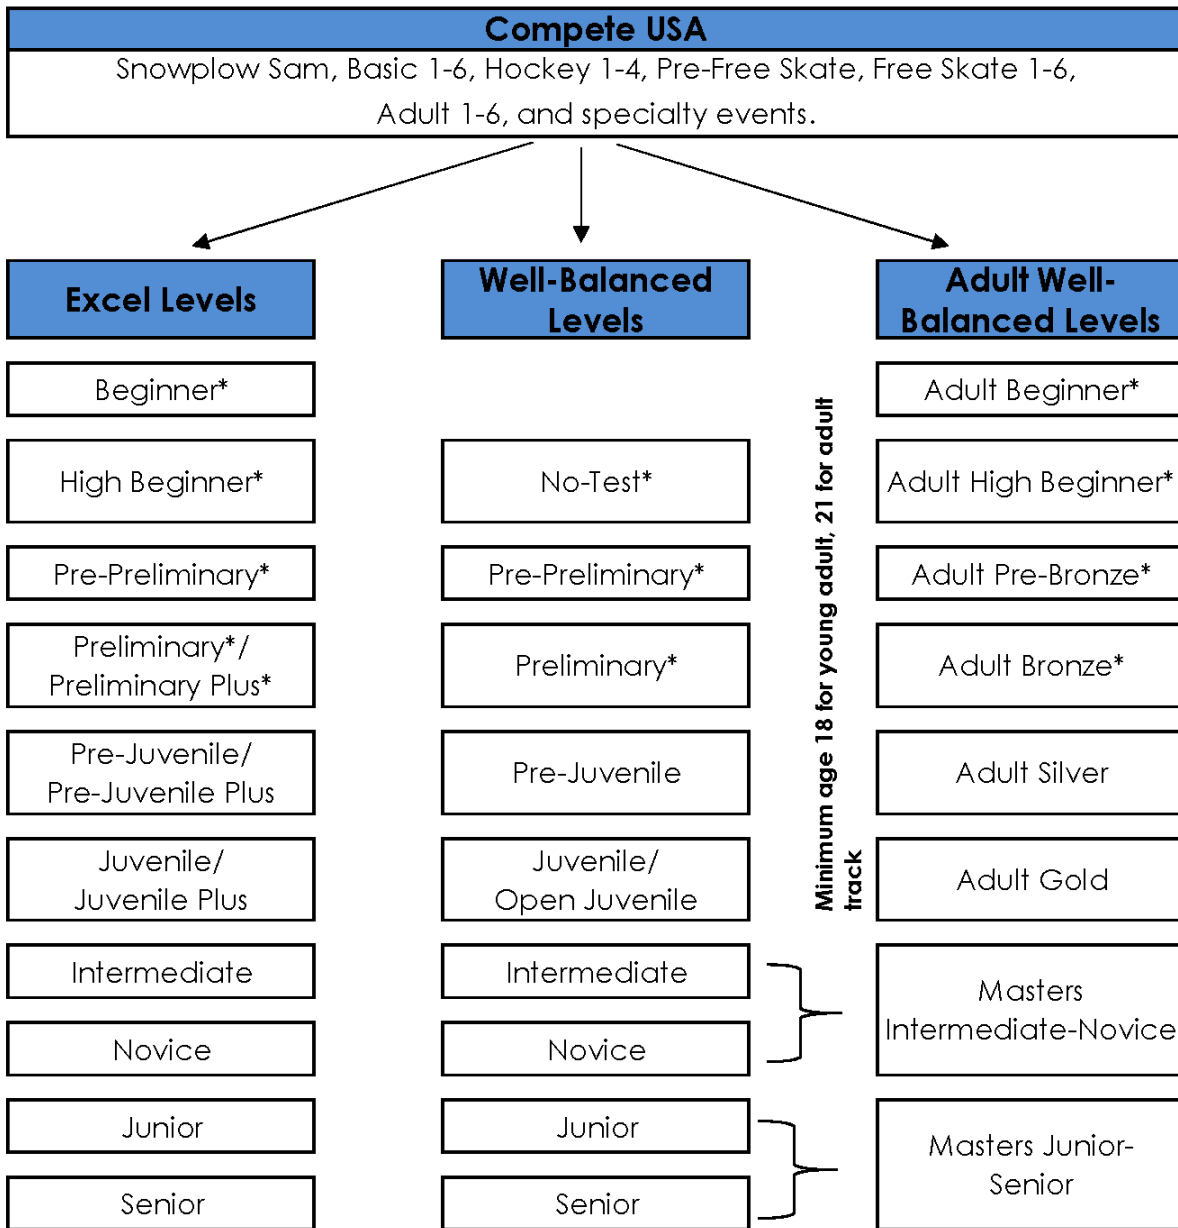 Compete USA
Snowplow Sam, Basic 1-6, Hockey 1-4, Pre-Free Skate, Free Skate 1-6,
Adult 1-6, and specialty events.
Excel Levels
Beginner*
High Beginner*
Pre-Preliminary*
Preliminary*/
Preliminary Plus*
Pre-Juvenile/
Pre-Juvenile Plus
Juvenile/
Juvenile Plus
Intermediate
Novice
Junior
Senior
Well-Balanced
Levels
No-Test*
Pre-Preliminary*
Preliminary*
Pre-Juvenile
Juvenile/
Open Juvenile
Intermediate
Novice
Junior
Senior
Minimum age 18 for young adult, 21 for adult
track
Adult Well-
Balanced Levels
Adult Beginner*
Adult High Beginner*
Adult Pre-Bronze*
Adult Bronze*
Adult Silver
Adult Gold
Masters
Intermediate-Novice
Masters Junior-
Senior